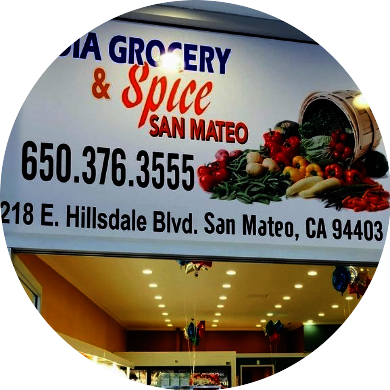 DIA GROCERY
& Spice
SAN MATEO
650.376.3555
218 E. Hillsdale Blvd. San Mateo, CA 94403